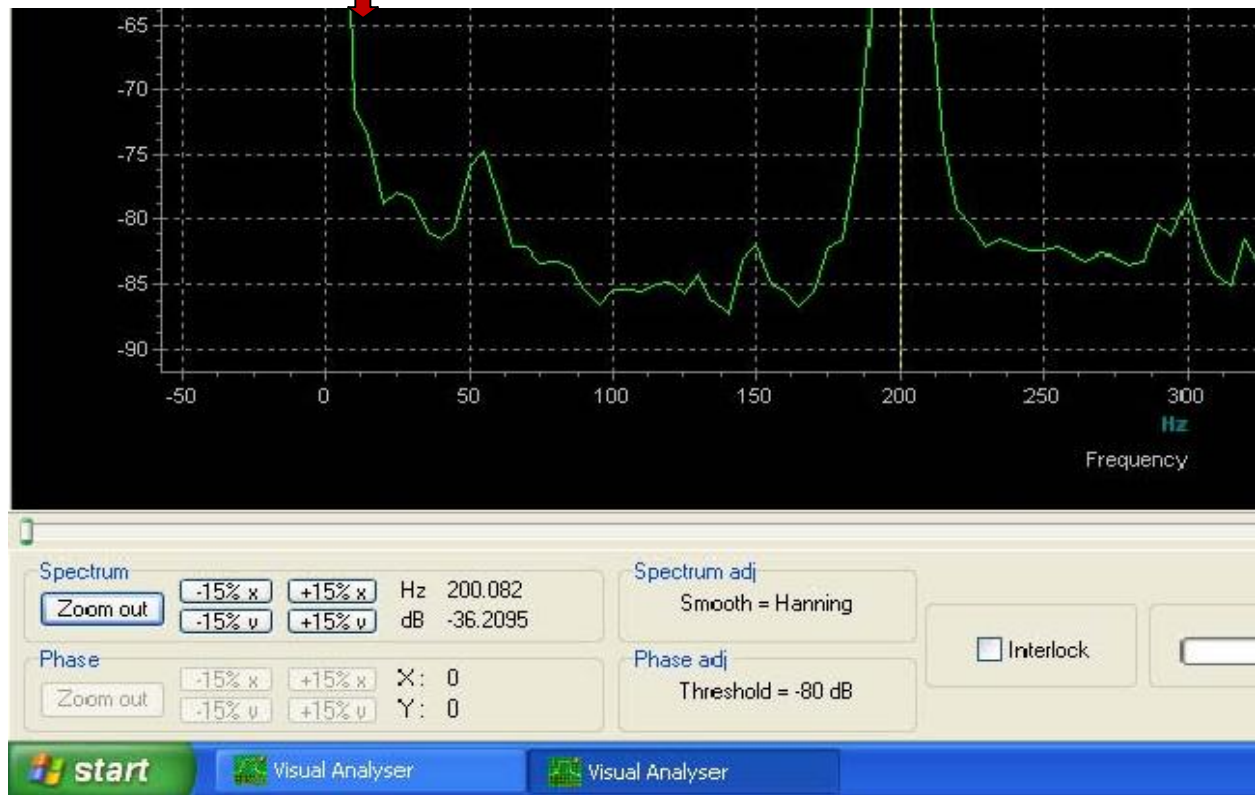 -65
-70
-75
-80
-85
-90
-50 0 50 100 150 200 250 300
Hz
Frequency
Spectrum
Zoom out
-15% x +15% x Hz 200.082
-15% y +15% y dB -36.2095
Spectrum adj
Smooth = Hanning
Phase
Zoom out
-15% x +15% x X: 0
-15% y +15% y Y: 0
Phase adj
Threshold = -80 dB
Interlock
start Visual Analyser Visual Analyser